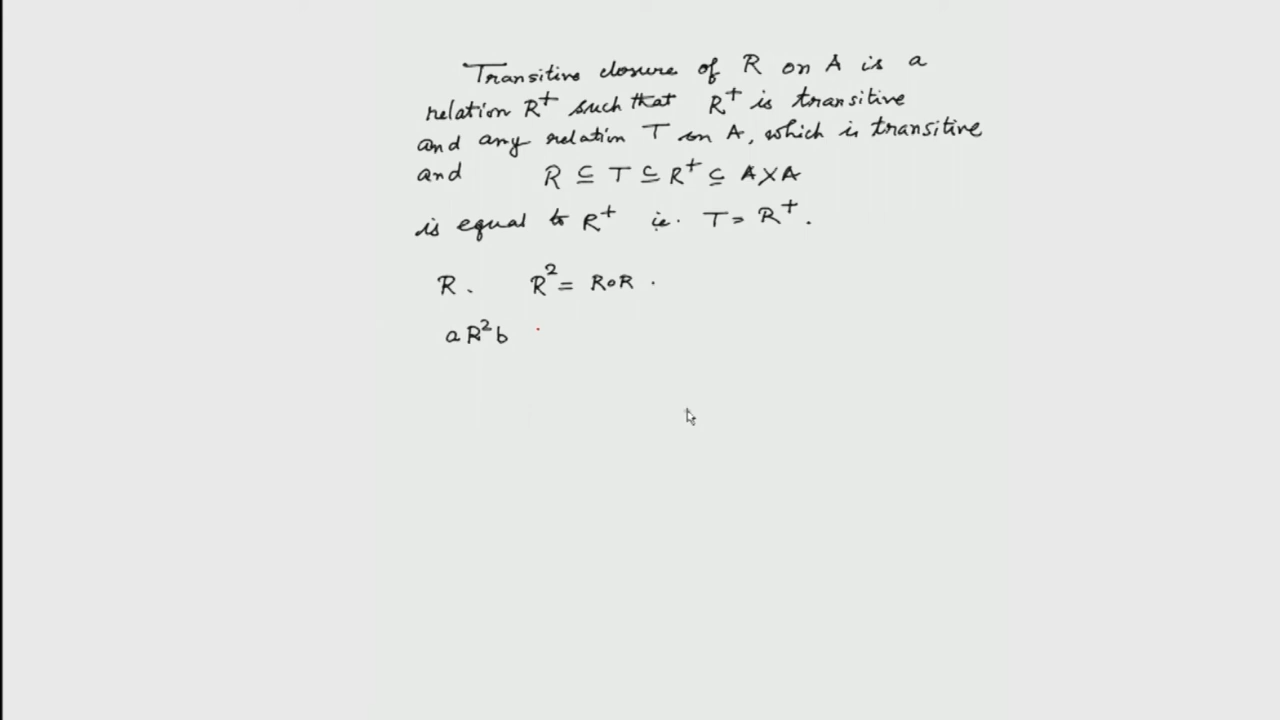 Transitive closure of R on A is a
relation R⁺ such that R⁺ is transitive
and any relation T on A, which is transitive
and R ⊆ T ⊆ R⁺ ⊆ A×A
is equal to R⁺ i.e. T = R⁺.
R. R² = R∘R.
a R² b